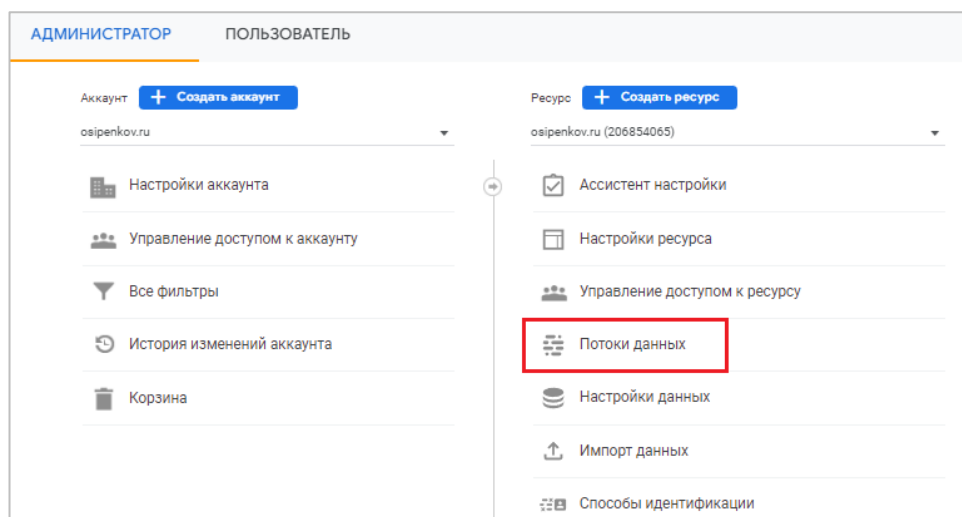 АДМИНИСТРАТОР ПОЛЬЗОВАТЕЛЬ
Аккаунт + Создать аккаунт
osipenkov.ru
Настройки аккаунта
Управление доступом к аккаунту
Все фильтры
История изменений аккаунта
Корзина
Ресурс + Создать ресурс
osipenkov.ru (206854065)
Ассистент настройки
Настройки ресурса
Управление доступом к ресурсу
Потоки данных
Настройки данных
Импорт данных
Способы идентификации